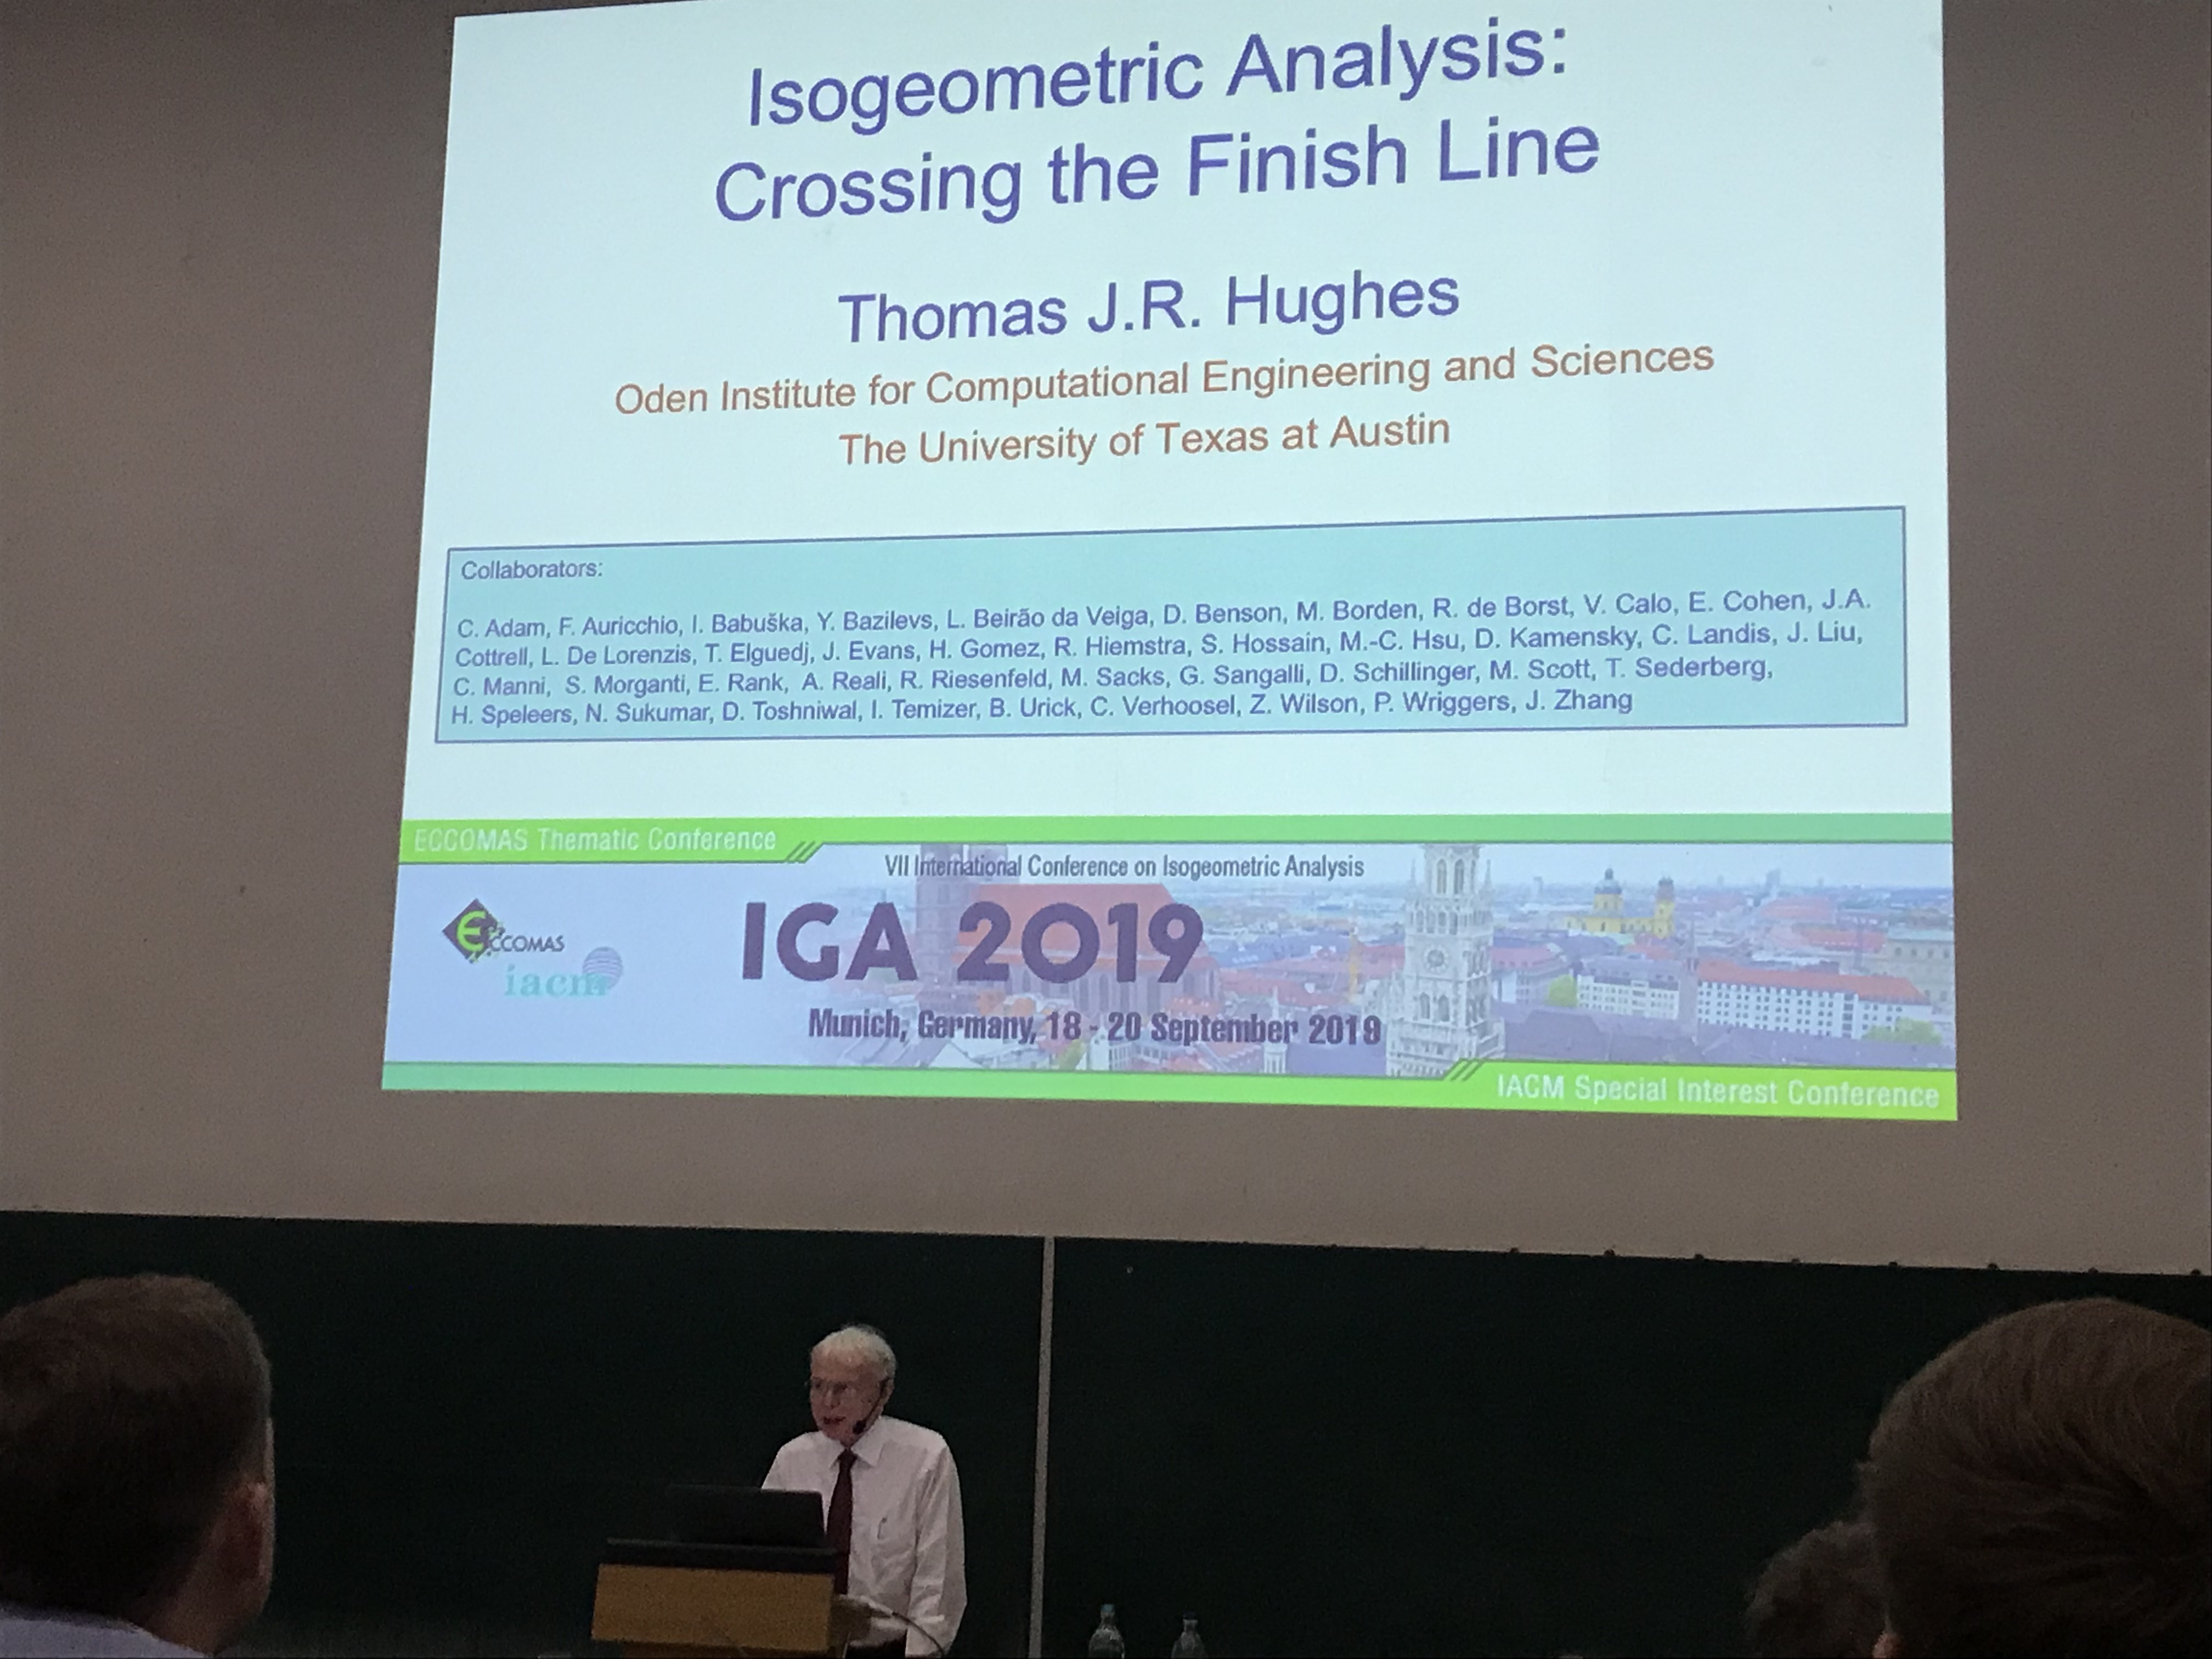 Isogeometric Analysis:
Crossing the Finish Line
Thomas J.R. Hughes
Oden Institute for Computational Engineering and Sciences
The University of Texas at Austin
Collaborators:
C. Adam, F. Auricchio, I. Babuška, Y. Bazilevs, L. Beirão da Veiga, D. Benson, M. Borden, R. de Borst, V. Calo, E. Cohen, J.A.
Cottrell, L. De Lorenzis, T. Elguedj, J. Evans, H. Gomez, R. Hiemstra, S. Hossain, M.-C. Hsu, D. Kamensky, C. Landis, J. Liu,
C. Manni, S. Morganti, E. Rank, A. Reali, R. Riesenfeld, M. Sacks, G. Sangalli, D. Schillinger, M. Scott, T. Sederberg,
H. Speleers, N. Sukumar, D. Toshniwal, I. Temizer, B. Urick, C. Verhoosel, Z. Wilson, P. Wriggers, J. Zhang
ECCOMAS Thematic Conference
VII International Conference on Isogeometric Analysis
ECCOMAS
iacm
IGA 2019
Munich, Germany, 18 - 20 September 2019
IACM Special Interest Conference